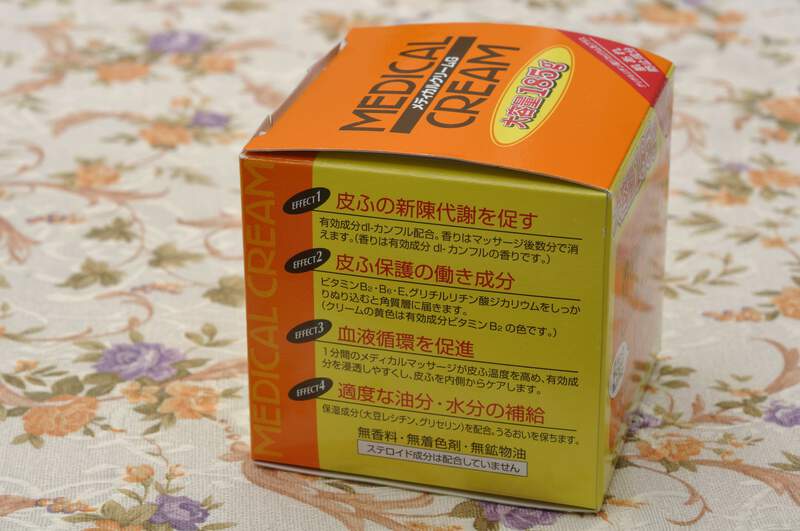 MEDICAL
メディカルクリームG
CREAM
大容量185g
MEDICAL CREAM
EFFECT1
皮ふの新陳代謝を促す
有効成分dl-カンフル配合。香りはマッサージ後数分で消
えます。(香りは有効成分 dl- カンフルの香りです。)
EFFECT2
皮ふ保護の働き成分
ビタミンB2・B6・E、グリチルリチン酸ジカリウムをしっか
りぬり込むと角質層に届きます。
(クリームの黄色は有効成分ビタミンB2 の色です。)
EFFECT3
血液循環を促進
1分間のメディカルマッサージが皮ふ温度を高め、有効成
分を浸透しやすくし、皮ふを内側からケアします。
EFFECT4
適度な油分・水分の補給
保湿成分(大豆レシチン、グリセリン)を配合。うるおいを保ちます。
無香料・無着色剤・無鉱物油
ステロイド成分は配合していません